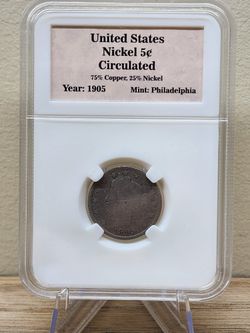 United States
Nickel 5¢
Circulated
75% Copper, 25% Nickel
Year: 1905 Mint: Philadelphia